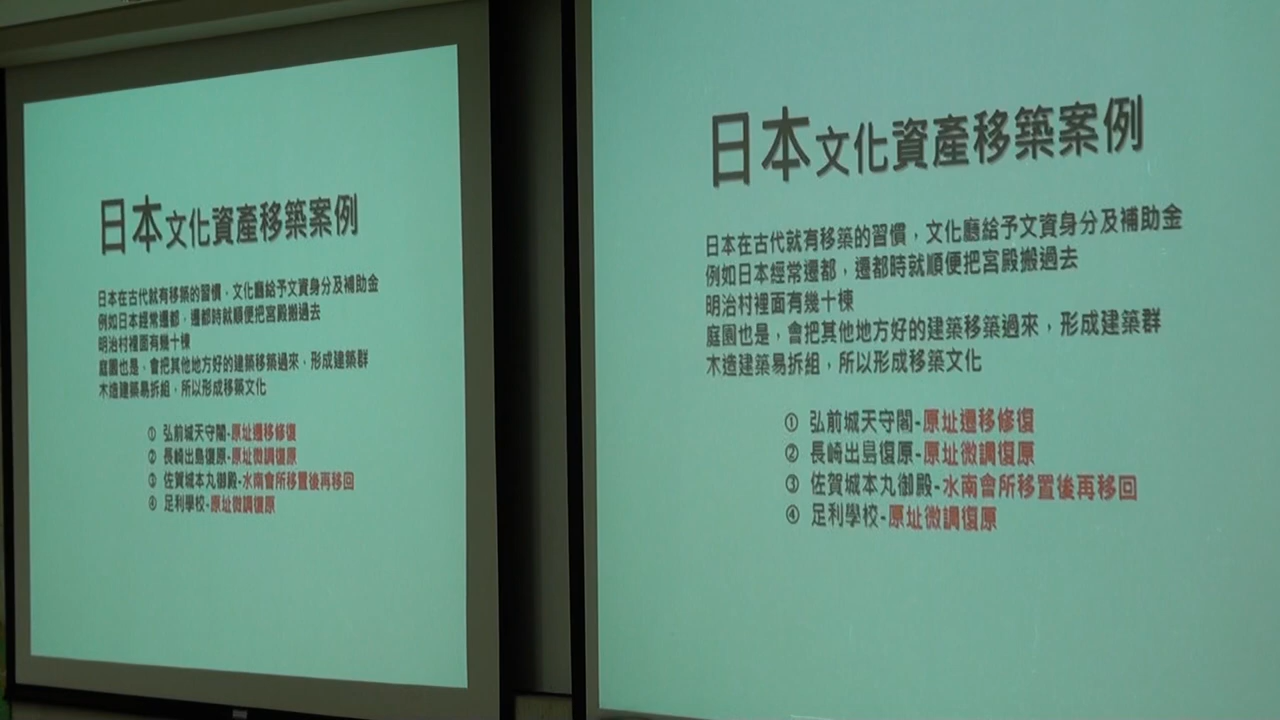 日本文化資產移築案例
日本在古代就有移築的習慣，文化廳給予文資身分及補助金
例如日本經常遷都，遷都時就順便把宮殿搬過去
明治村裡面有幾十棟
庭園也是，會把其他地方好的建築移築過來，形成建築群
木造建築易拆組，所以形成移築文化
① 弘前城天守閣-原址遷移修復
② 長崎出島復原-原址微調復原
③ 佐賀城本丸御殿-水南會所移置後再移回
④ 足利學校-原址微調復原
日本文化資產移築案例
日本在古代就有移築的習慣，文化廳給予文資身分及補助金
例如日本經常遷都，遷都時就順便把宮殿搬過去
明治村裡面有幾十棟
庭園也是，會把其他地方好的建築移築過來，形成建築群
木造建築易拆組，所以形成移築文化
① 弘前城天守閣-原址遷移修復
② 長崎出島復原-原址微調復原
③ 佐賀城本丸御殿-水南會所移置後再移回
④ 足利學校-原址微調復原